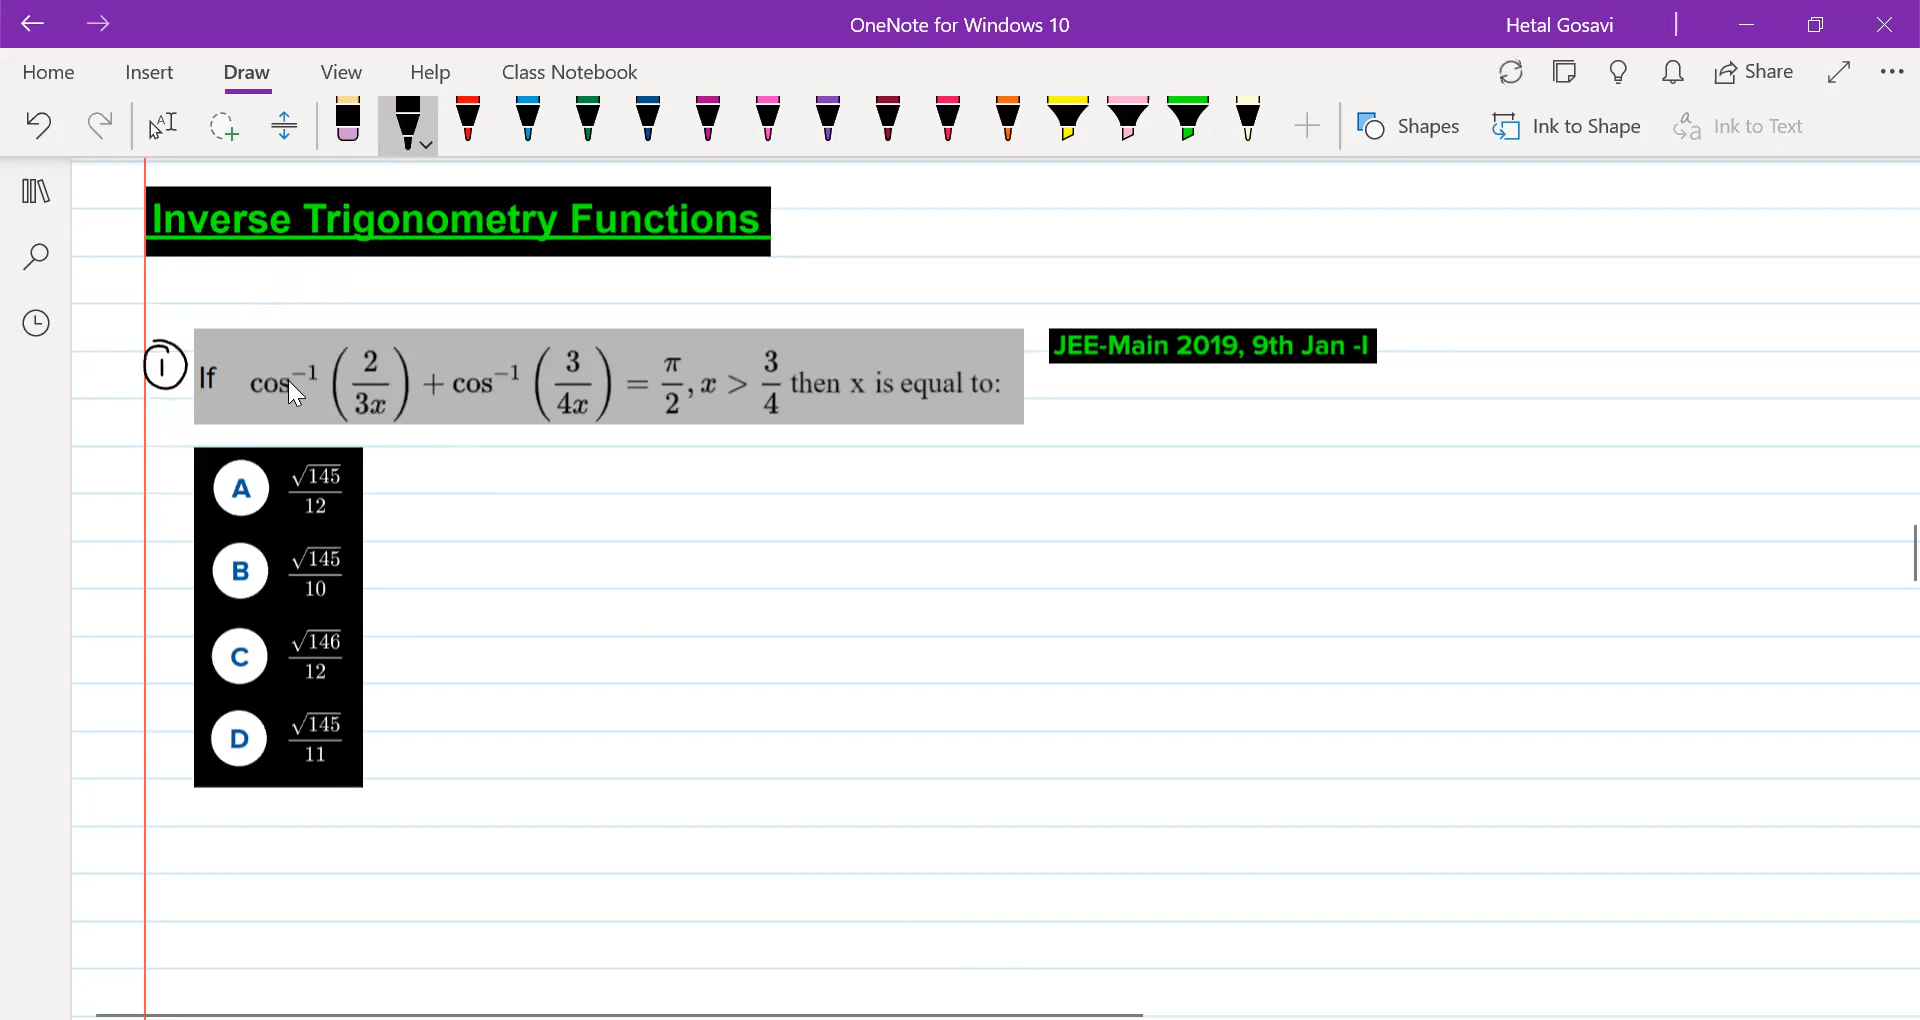 OneNote for Windows 10
Hetal Gosavi
Home Insert Draw View Help Class Notebook
Share
Shapes Ink to Shape Ink to Text
Inverse Trigonometry Functions
① If cos⁻¹(2/3x) + cos⁻¹(3/4x) = π/2, x > 3/4 then x is equal to:
JEE-Main 2019, 9th Jan -I
A √145/12
B √145/10
C √146/12
D √145/11